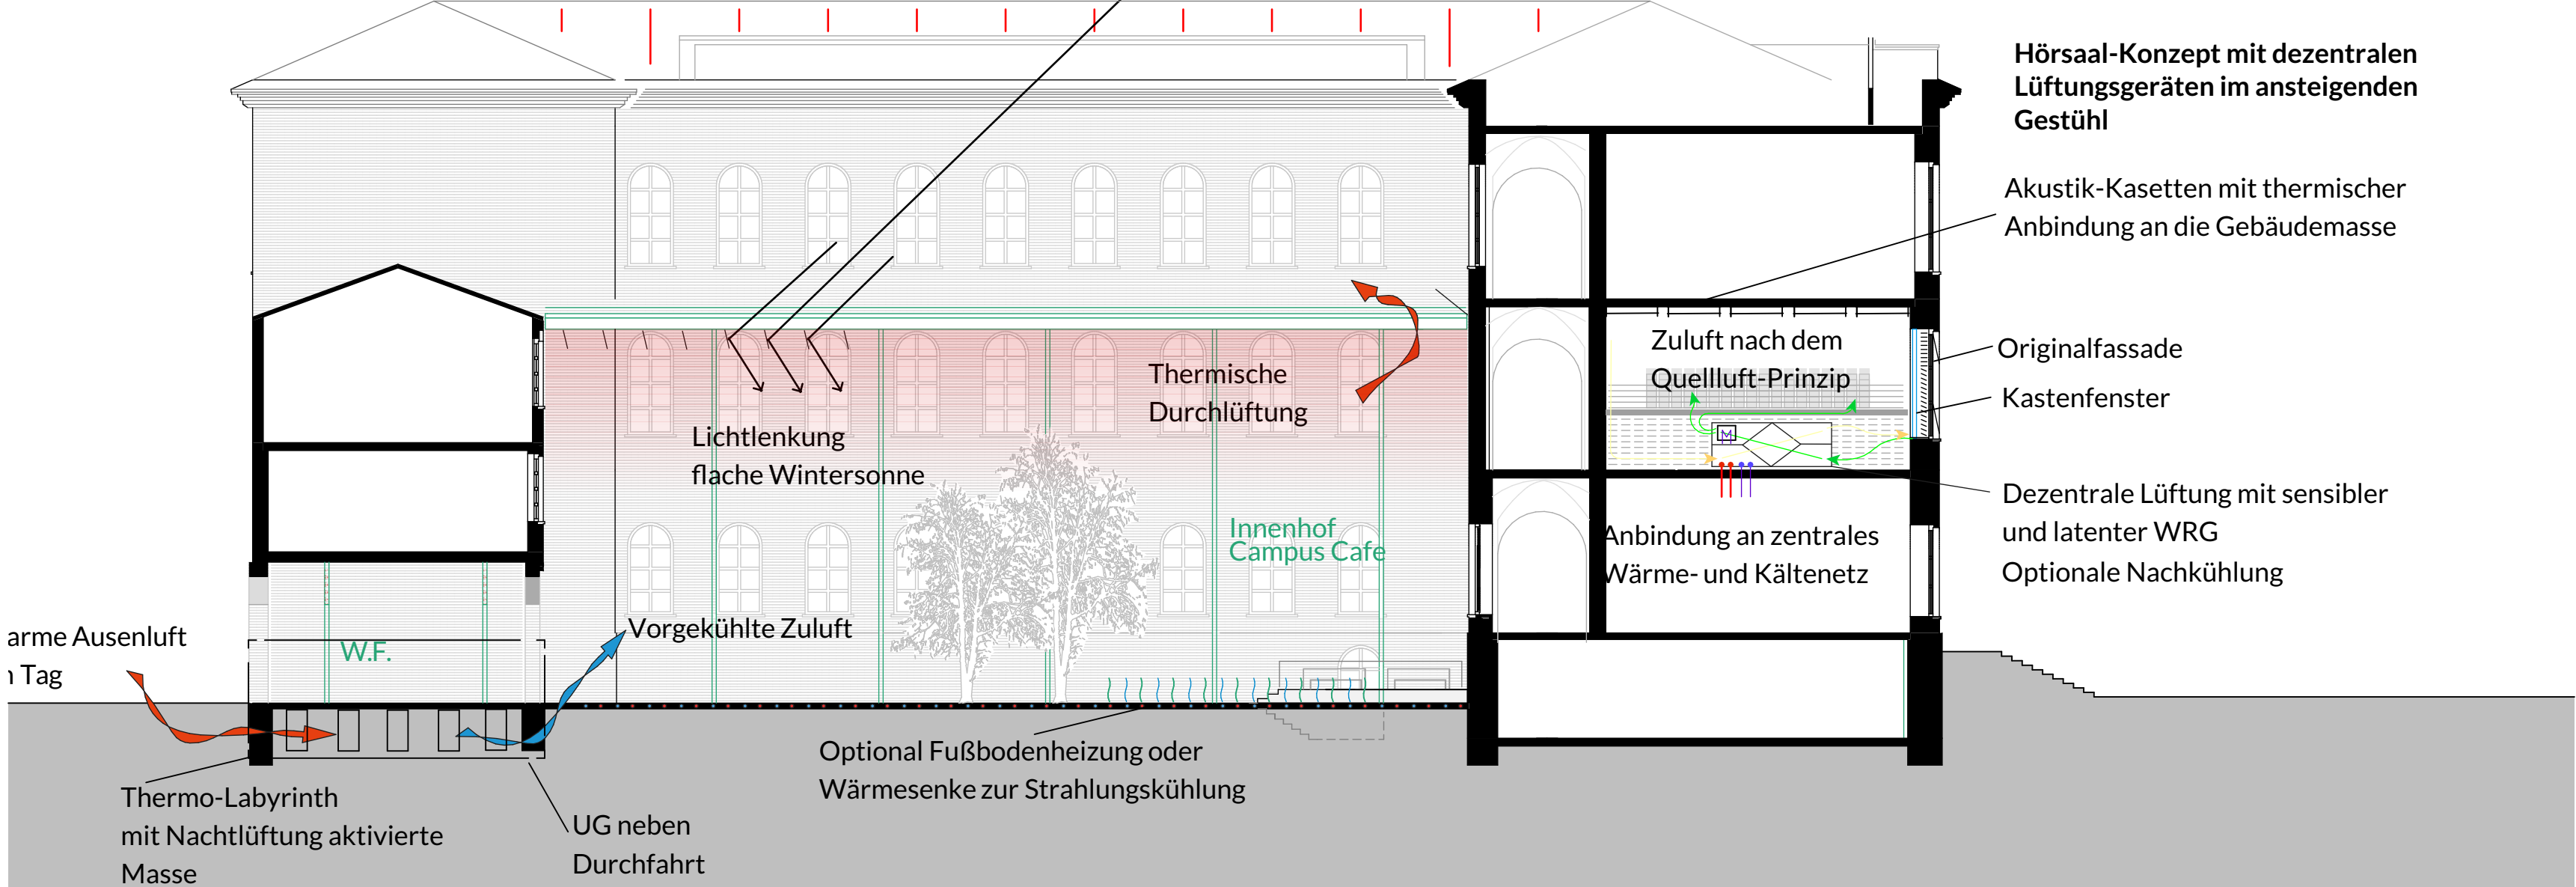 Hörsaal-Konzept mit dezentralen
Lüftungsgeräten im ansteigenden
Gestühl
Akustik-Kasetten mit thermischer
Anbindung an die Gebäudemasse
Zuluft nach dem
Quellluft-Prinzip
Originalfassade
Kastenfenster
Thermische
Durchlüftung
Lichtlenkung
flache Wintersonne
M
Dezentrale Lüftung mit sensibler
und latenter WRG
Optionale Nachkühlung
Innenhof
Campus Cafe
Anbindung an zentrales
Wärme- und Kältenetz
arme Ausenluft
n Tag
W.F.
Vorgekühlte Zuluft
Optional Fußbodenheizung oder
Wärmesenke zur Strahlungskühlung
Thermo-Labyrinth
mit Nachtlüftung aktivierte
Masse
UG neben
Durchfahrt